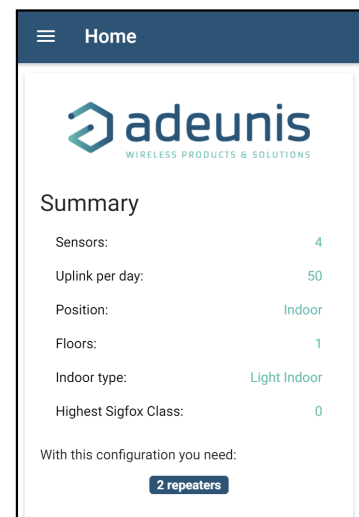 Home
adeunis
WIRELESS PRODUCTS & SOLUTIONS
Summary
Sensors: 4
Uplink per day: 50
Position: Indoor
Floors: 1
Indoor type: Light Indoor
Highest Sigfox Class: 0
With this configuration you need:
2 repeaters